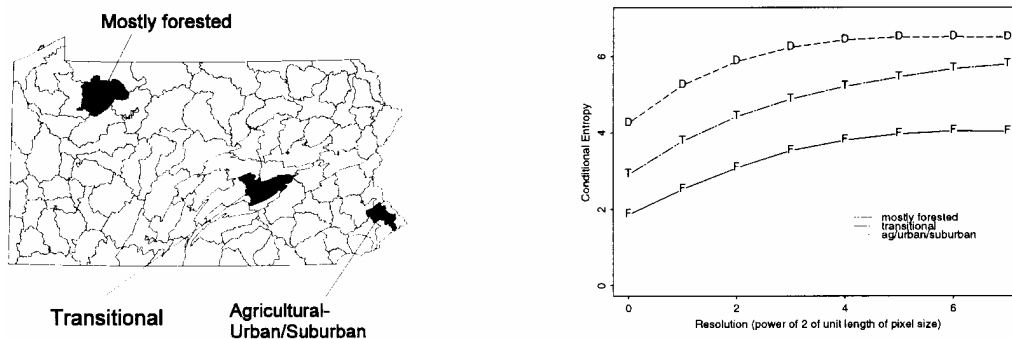 Mostly forested
Transitional
Agricultural-
Urban/Suburban
Conditional Entropy
6
4
2
0
D D D D D D D D
T T T T T T T T
F F F F F F F F
mostly forested
transitional
ag/urban/suburban
0 2 4 6
Resolution (power of 2 of unit length of pixel size)